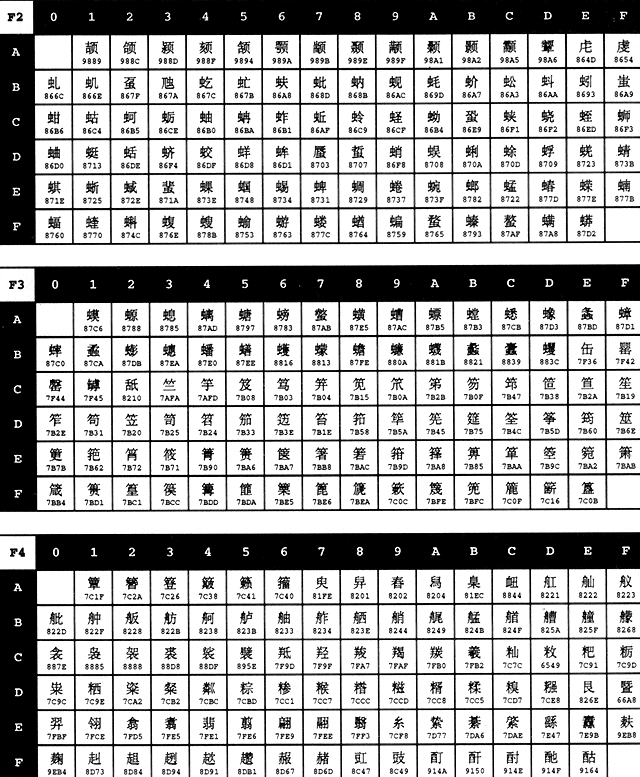 F2 0 1 2 3 4 5 6 7 8 9 A B C D E F
A 颉 颌 颍 颏 颔 颚 颛 颞 颟 颡 颢 颥 颦 虍 虔
9889 988C 988D 988F 9894 989A 989B 989E 989F 98A1 98A2 98A5 98A6 864D 8654
B 虬 虮 虿 虺 虼 虻 蚨 蚍 蚋 蚬 蚝 蚧 蚣 蚪 蚓 蚩
866C 866E 867F 867A 867C 867B 86A8 868D 868B 86AC 869D 86A7 86A3 86AA 8693 86A9
C 蚶 蛄 蚵 蛎 蚰 蚺 蚱 蚯 蛉 蛏 蚴 蛩 蛱 蛲 蛭 蛳
86B6 86C4 86B5 86CE 86B0 86BA 86B1 86AF 86C9 86CF 86B4 86E9 86F1 86F2 86ED 86F3
D 蛐 蜓 蛞 蛴 蛟 蛘 蛑 蜃 蜇 蛸 蜈 蜊 蜍 蜉 蜣 蜻
86D0 8713 86DE 86F4 86DF 86D8 86D1 8703 8707 86F8 8708 870A 870D 8709 8723 873B
E 蜞 蜥 蜮 蜚 蜾 蝈 蜴 蜱 蜩 蜷 蜿 螂 蜢 蝽 蝾 蝻
871E 8725 872E 871A 873E 8748 8734 8731 8729 8737 873F 8782 8722 877D 877E 877B
F 蝠 蝰 蝌 蝮 螋 蝓 蝣 蝼 蝤 蝙 蝥 螓 螯 螨 蟒
8760 8770 874C 876E 878B 8753 8763 877C 8764 8759 8765 8793 87AF 87A8 87D2
F3 0 1 2 3 4 5 6 7 8 9 A B C D E F
A 蟆 螈 螅 螭 螗 螃 螫 蟥 螬 螵 螳 蟋 蟓 螽 蟑
87C6 8788 8785 87AD 8797 8783 87AB 87E5 87AC 87B5 87B3 87CB 87D3 87BD 87D1
B 蟀 蟊 蟛 蟪 蟠 蟮 蠖 蠓 蟾 蠊 蠛 蠡 蠹 蠼 缶 罂
87C0 87CA 87DB 87EA 87E0 87EE 8816 8813 87FE 880A 881B 8821 8839 883C 7F36 7F42
C 罄 罅 舐 竺 竽 笈 笃 笄 笕 笊 笫 笏 筇 笸 笪 笙
7F44 7F45 8210 7AFA 7AFD 7B08 7B03 7B04 7B15 7B0A 7B2B 7B0F 7B47 7B38 7B2A 7B19
D 笮 笱 笠 笥 笤 笳 笾 笞 筘 筚 筅 筵 筌 筝 筠 筮
7B2E 7B31 7B20 7B25 7B24 7B33 7B3E 7B1E 7B58 7B5A 7B45 7B75 7B4C 7B5D 7B60 7B6E
E 筻 筢 筲 筱 箐 箦 箧 箸 箬 箝 箨 箅 箪 箜 箢 箫
7B7B 7B62 7B72 7B71 7B90 7BA6 7BA7 7BB8 7BAC 7B9D 7BA8 7B85 7BAA 7B9C 7BA2 7BAB
F 箴 篑 篁 篌 篝 篚 篥 篦 篪 簌 篾 篼 簏 簖 簋
7BB4 7BD1 7BC1 7BCC 7BDD 7BDA 7BE5 7BE6 7BEA 7C0C 7BFE 7BFC 7C0F 7C16 7C0B
F4 0 1 2 3 4 5 6 7 8 9 A B C D E F
A 簟 簪 簦 簸 籁 籀 臾 舁 舂 舄 臬 衄 舡 舢 舣
7C1F 7C2A 7C26 7C38 7C41 7C40 81FE 8201 8202 8204 81EC 8844 8221 8222 8223
B 舭 舯 舨 舫 舸 舻 舳 舴 舾 艄 艉 艋 艏 艚 艟 艨
822D 822F 8228 822B 8238 823B 8233 8234 823E 8244 8249 824B 824F 825A 825F 8268
C 衾 袅 袈 裘 裟 襞 羝 羟 羧 羯 羰 羲 籼 敉 粑 粝
887E 8885 8888 88D8 88DF 895E 7F9D 7F9F 7FA7 7FAF 7FB0 7FB2 7C7C 6549 7C91 7C9D
D 粜 粞 粢 粲 粼 粽 糁 糇 糌 糍 糈 糅 糗 糨 艮 暨
7C9C 7C9E 7CA2 7CB2 7CBC 7CBD 7CC1 7CC7 7CCC 7CCD 7CC8 7CC5 7CD7 7CE8 826E 66A8
E 羿 翎 翕 翥 翡 翦 翩 翮 翳 糸 絷 綦 綮 繇 纛 麸
7FBF 7FCE 7FD5 7FE5 7FE1 7FE6 7FE9 7FEE 7FF3 7CF8 7D77 7DA6 7DAE 7E47 7E9B 9EB8
F 麴 赳 趄 趔 趑 趱 赧 赭 豇 豉 酊 酐 酎 酏 酤
9EB4 8D73 8D84 8D94 8D91 8DB1 8D67 8D6D 8C47 8C49 914A 9150 914E 914F 9164